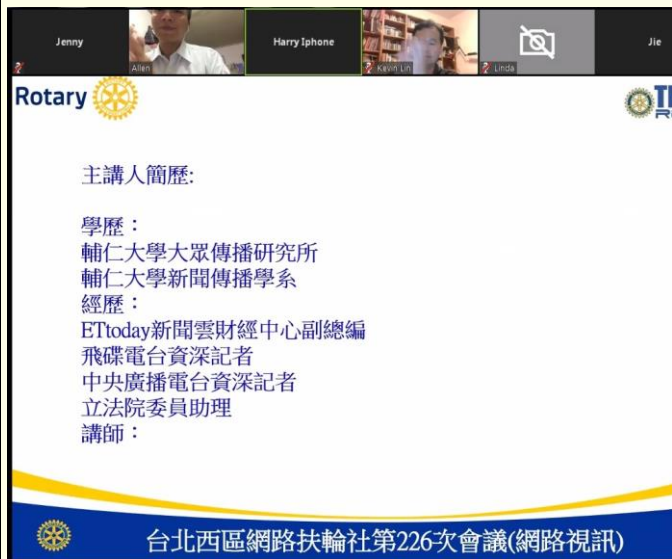 Jenny
Allen
Harry Iphone
Kevin Lin
Linda
Jie
Rotary
主講人簡歷:
學歷：
輔仁大學大眾傳播研究所
輔仁大學新聞傳播學系
經歷：
ETtoday新聞雲財經中心副總編
飛碟電台資深記者
中央廣播電台資深記者
立法院委員助理
講師：
台北西區網路扶輪社第226次會議(網路視訊)